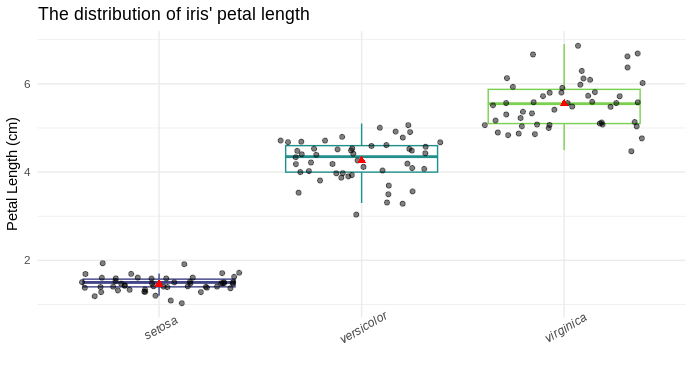 The distribution of iris' petal length
Petal Length (cm)
6
4
2
setosa
versicolor
virginica